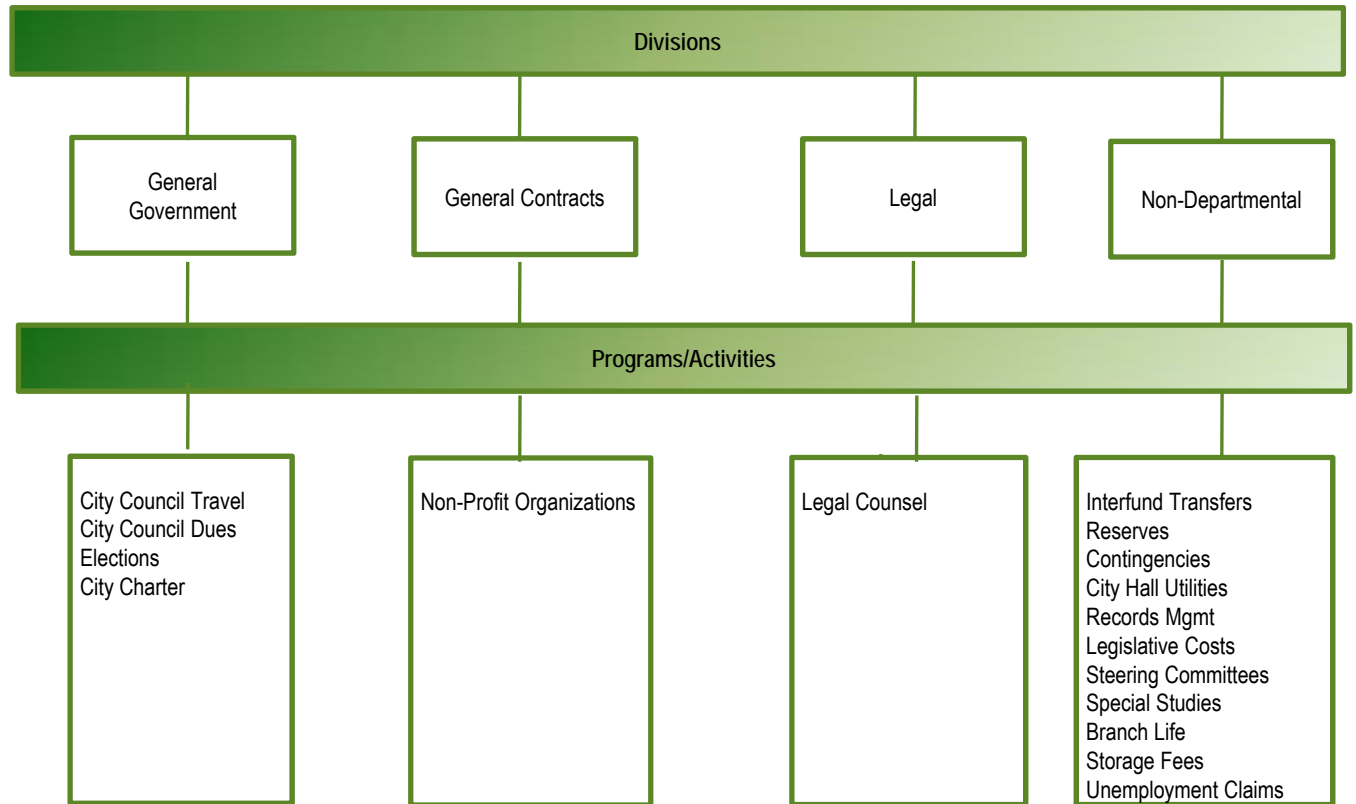 Divisions
General
Government
General Contracts
Legal
Non-Departmental
Programs/Activities
City Council Travel
City Council Dues
Elections
City Charter
Non-Profit Organizations
Legal Counsel
Interfund Transfers
Reserves
Contingencies
City Hall Utilities
Records Mgmt
Legislative Costs
Steering Committees
Special Studies
Branch Life
Storage Fees
Unemployment Claims